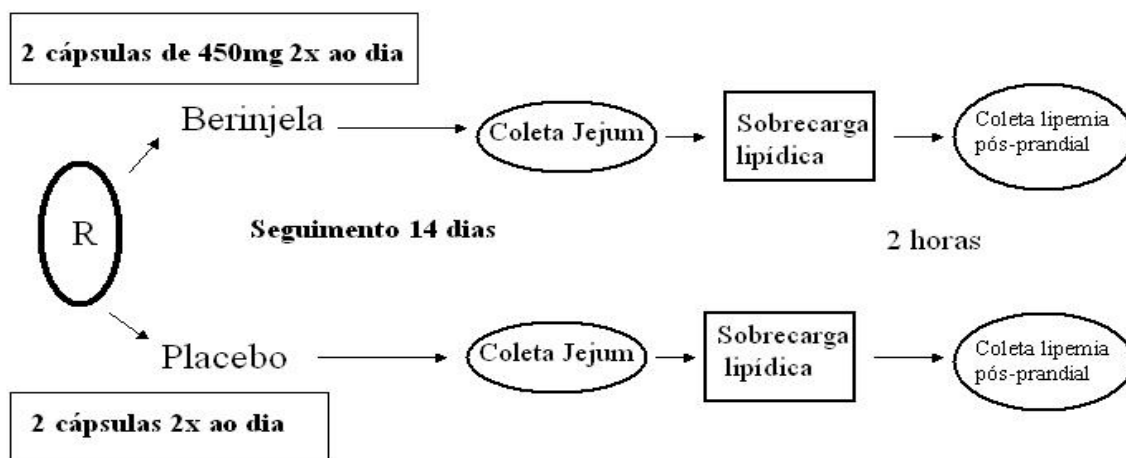 2 cápsulas de 450mg 2x ao dia
Berinjela
Coleta Jejum
Sobrecarga
lipídica
Coleta lipemia
pós-prandial
R
Seguimento 14 dias
2 horas
Placebo
Coleta Jejum
Sobrecarga
lipídica
Coleta lipemia
pós-prandial
2 cápsulas 2x ao dia